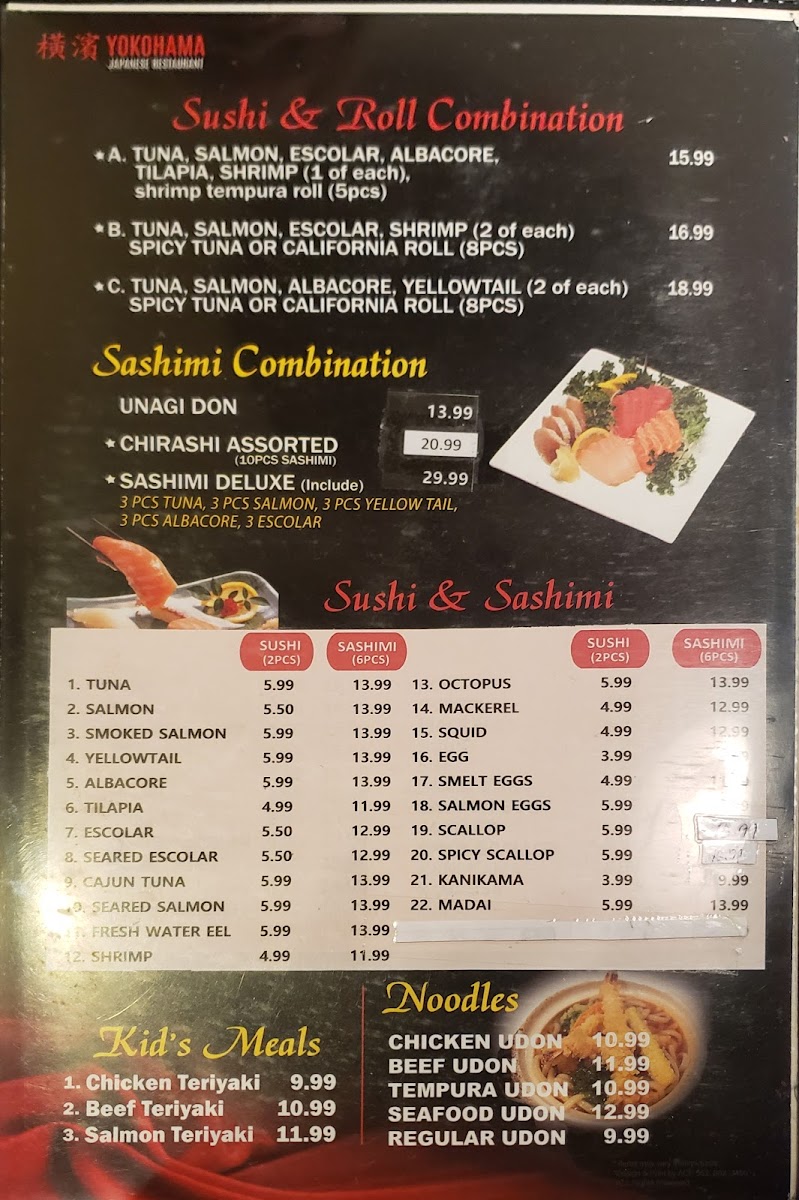 横濱 YOKOHAMA
JAPANESE RESTAURANT
Sushi & Roll Combination
★A. TUNA, SALMON, ESCOLAR, ALBACORE, 15.99
TILAPIA, SHRIMP (1 of each),
shrimp tempura roll (5pcs)
★B. TUNA, SALMON, ESCOLAR, SHRIMP (2 of each) 16.99
SPICY TUNA OR CALIFORNIA ROLL (8PCS)
★C. TUNA, SALMON, ALBACORE, YELLOWTAIL (2 of each) 18.99
SPICY TUNA OR CALIFORNIA ROLL (8PCS)
Sashimi Combination
UNAGI DON 13.99
★CHIRASHI ASSORTED 20.99
(10PCS SASHIMI)
★SASHIMI DELUXE (Include) 29.99
3 PCS TUNA, 3 PCS SALMON, 3 PCS YELLOW TAIL,
3 PCS ALBACORE, 3 ESCOLAR
Sushi & Sashimi
SUSHI (2PCS) SASHIMI (6PCS)
1. TUNA 5.99 13.99
2. SALMON 5.50 13.99
3. SMOKED SALMON 5.99 13.99
4. YELLOWTAIL 5.99 13.99
5. ALBACORE 5.99 13.99
6. TILAPIA 4.99 11.99
7. ESCOLAR 5.50 12.99
8. SEARED ESCOLAR 5.50 12.99
9. CAJUN TUNA 5.99 13.99
10. SEARED SALMON 5.99 13.99
11. FRESH WATER EEL 5.99 13.99
12. SHRIMP 4.99 11.99
SUSHI (2PCS) SASHIMI (6PCS)
13. OCTOPUS 5.99 13.99
14. MACKEREL 4.99 12.99
15. SQUID 4.99 12.99
16. EGG 3.99
17. SMELT EGGS 4.99
18. SALMON EGGS 5.99
19. SCALLOP 5.99
20. SPICY SCALLOP 5.99
21. KANIKAMA 3.99 9.99
22. MADAI 5.99 13.99
Kid's Meals
1. Chicken Teriyaki 9.99
2. Beef Teriyaki 10.99
3. Salmon Teriyaki 11.99
Noodles
CHICKEN UDON 10.99
BEEF UDON 11.99
TEMPURA UDON 10.99
SEAFOOD UDON 12.99
REGULAR UDON 9.99